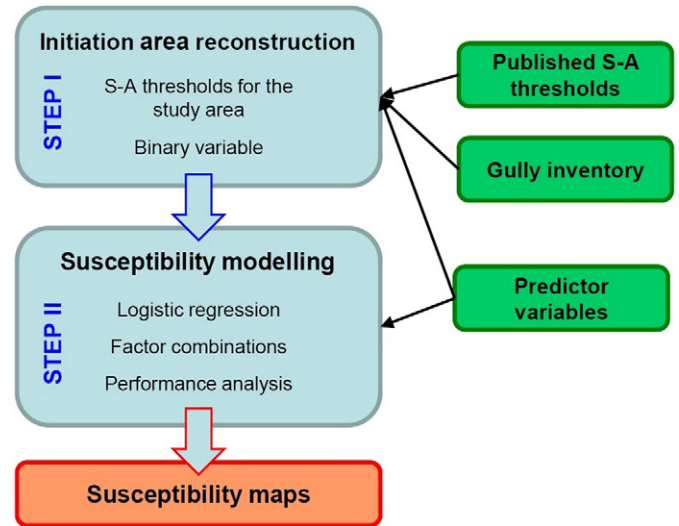 Initiation area reconstruction
STEP I
S-A thresholds for the
study area
Binary variable
Published S-A
thresholds
Gully inventory
Susceptibility modelling
STEP II
Logistic regression
Factor combinations
Performance analysis
Predictor
variables
Susceptibility maps